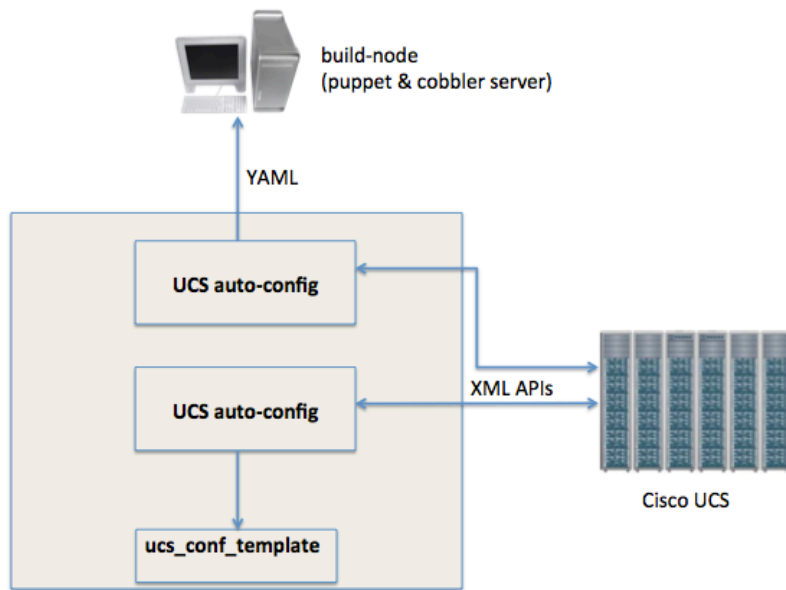 build-node
(puppet & cobbler server)
YAML
UCS auto-config
UCS auto-config
XML APIs
Cisco UCS
ucs_conf_template